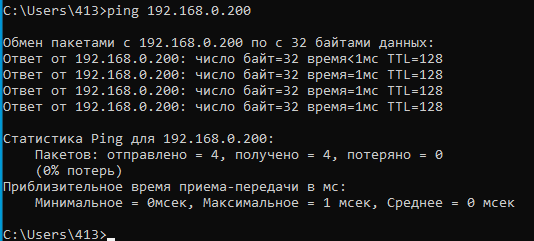 C:\Users\413>ping 192.168.0.200
Обмен пакетами с 192.168.0.200 по с 32 байтами данных:
Ответ от 192.168.0.200: число байт=32 время<1мс TTL=128
Ответ от 192.168.0.200: число байт=32 время=1мс TTL=128
Ответ от 192.168.0.200: число байт=32 время=1мс TTL=128
Ответ от 192.168.0.200: число байт=32 время=1мс TTL=128
Статистика Ping для 192.168.0.200:
Пакетов: отправлено = 4, получено = 4, потеряно = 0
(0% потерь)
Приблизительное время приема-передачи в мс:
Минимальное = 0мсек, Максимальное = 1 мсек, Среднее = 0 мсек
C:\Users\413>